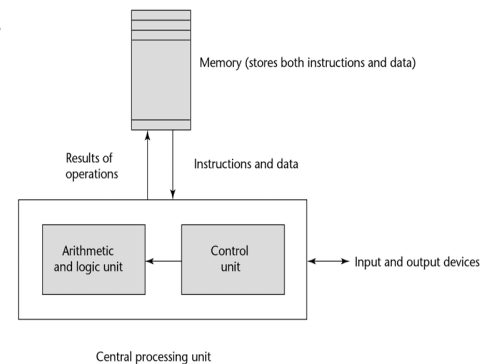 Memory (stores both instructions and data)
Results of
operations
Instructions and data
Arithmetic
and logic unit
Control
unit
Input and output devices
Central processing unit